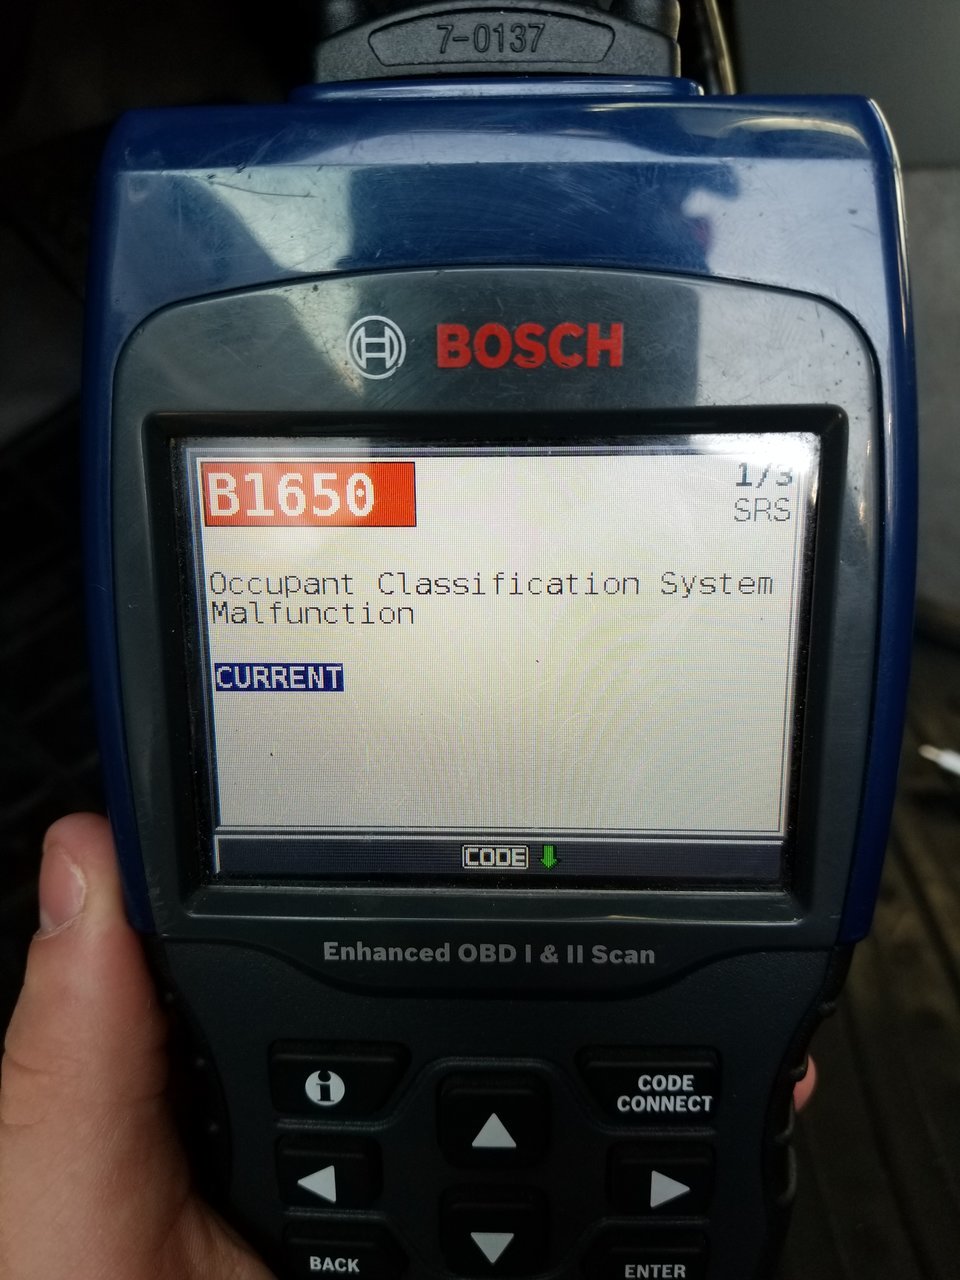 7-0137
BOSCH
B1650
1/3
SRS
Occupant Classification System
Malfunction
CURRENT
CODE
Enhanced OBD I & II Scan
i
CODE
CONNECT
BACK
ENTER